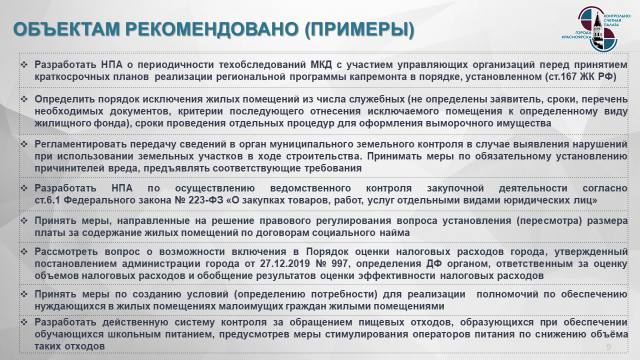 ОБЪЕКТАМ РЕКОМЕНДОВАНО (ПРИМЕРЫ)
КОНТРОЛЬНО-
СЧЕТНАЯ
ПАЛАТА
ГОРОДА
КРАСНОЯРСКА
❖ Разработать НПА о периодичности техобследований МКД с участием управляющих организаций перед принятием
краткосрочных планов реализации региональной программы капремонта в порядке, установленном (ст.167 ЖК РФ)
❖ Определить порядок исключения жилых помещений из числа служебных (не определены заявитель, сроки, перечень
необходимых документов, критерии последующего отнесения исключаемого помещения к определенному виду
жилищного фонда), сроки проведения отдельных процедур для оформления выморочного имущества
❖ Регламентировать передачу сведений в орган муниципального земельного контроля в случае выявления нарушений
при использовании земельных участков в ходе строительства. Принимать меры по обязательному установлению
причинителей вреда, предъявлять соответствующие требования
❖ Разработать НПА по осуществлению ведомственного контроля закупочной деятельности согласно
ст.6.1 Федерального закона № 223-ФЗ «О закупках товаров, работ, услуг отдельными видами юридических лиц»
❖ Принять меры, направленные на решение правового регулирования вопроса установления (пересмотра) размера
платы за содержание жилых помещений по договорам социального найма
❖ Рассмотреть вопрос о возможности включения в Порядок оценки налоговых расходов города, утвержденный
постановлением администрации города от 27.12.2019 № 997, определения ДФ органом, ответственным за оценку
объемов налоговых расходов и обобщение результатов оценки эффективности налоговых расходов
❖ Принять меры по созданию условий (определению потребности) для реализации полномочий по обеспечению
нуждающихся в жилых помещениях малоимущих граждан жилыми помещениями
❖ Разработать действенную систему контроля за обращением пищевых отходов, образующихся при обеспечении
обучающихся школьным питанием, предусмотрев меры стимулирования операторов питания по снижению объёма
таких отходов
9